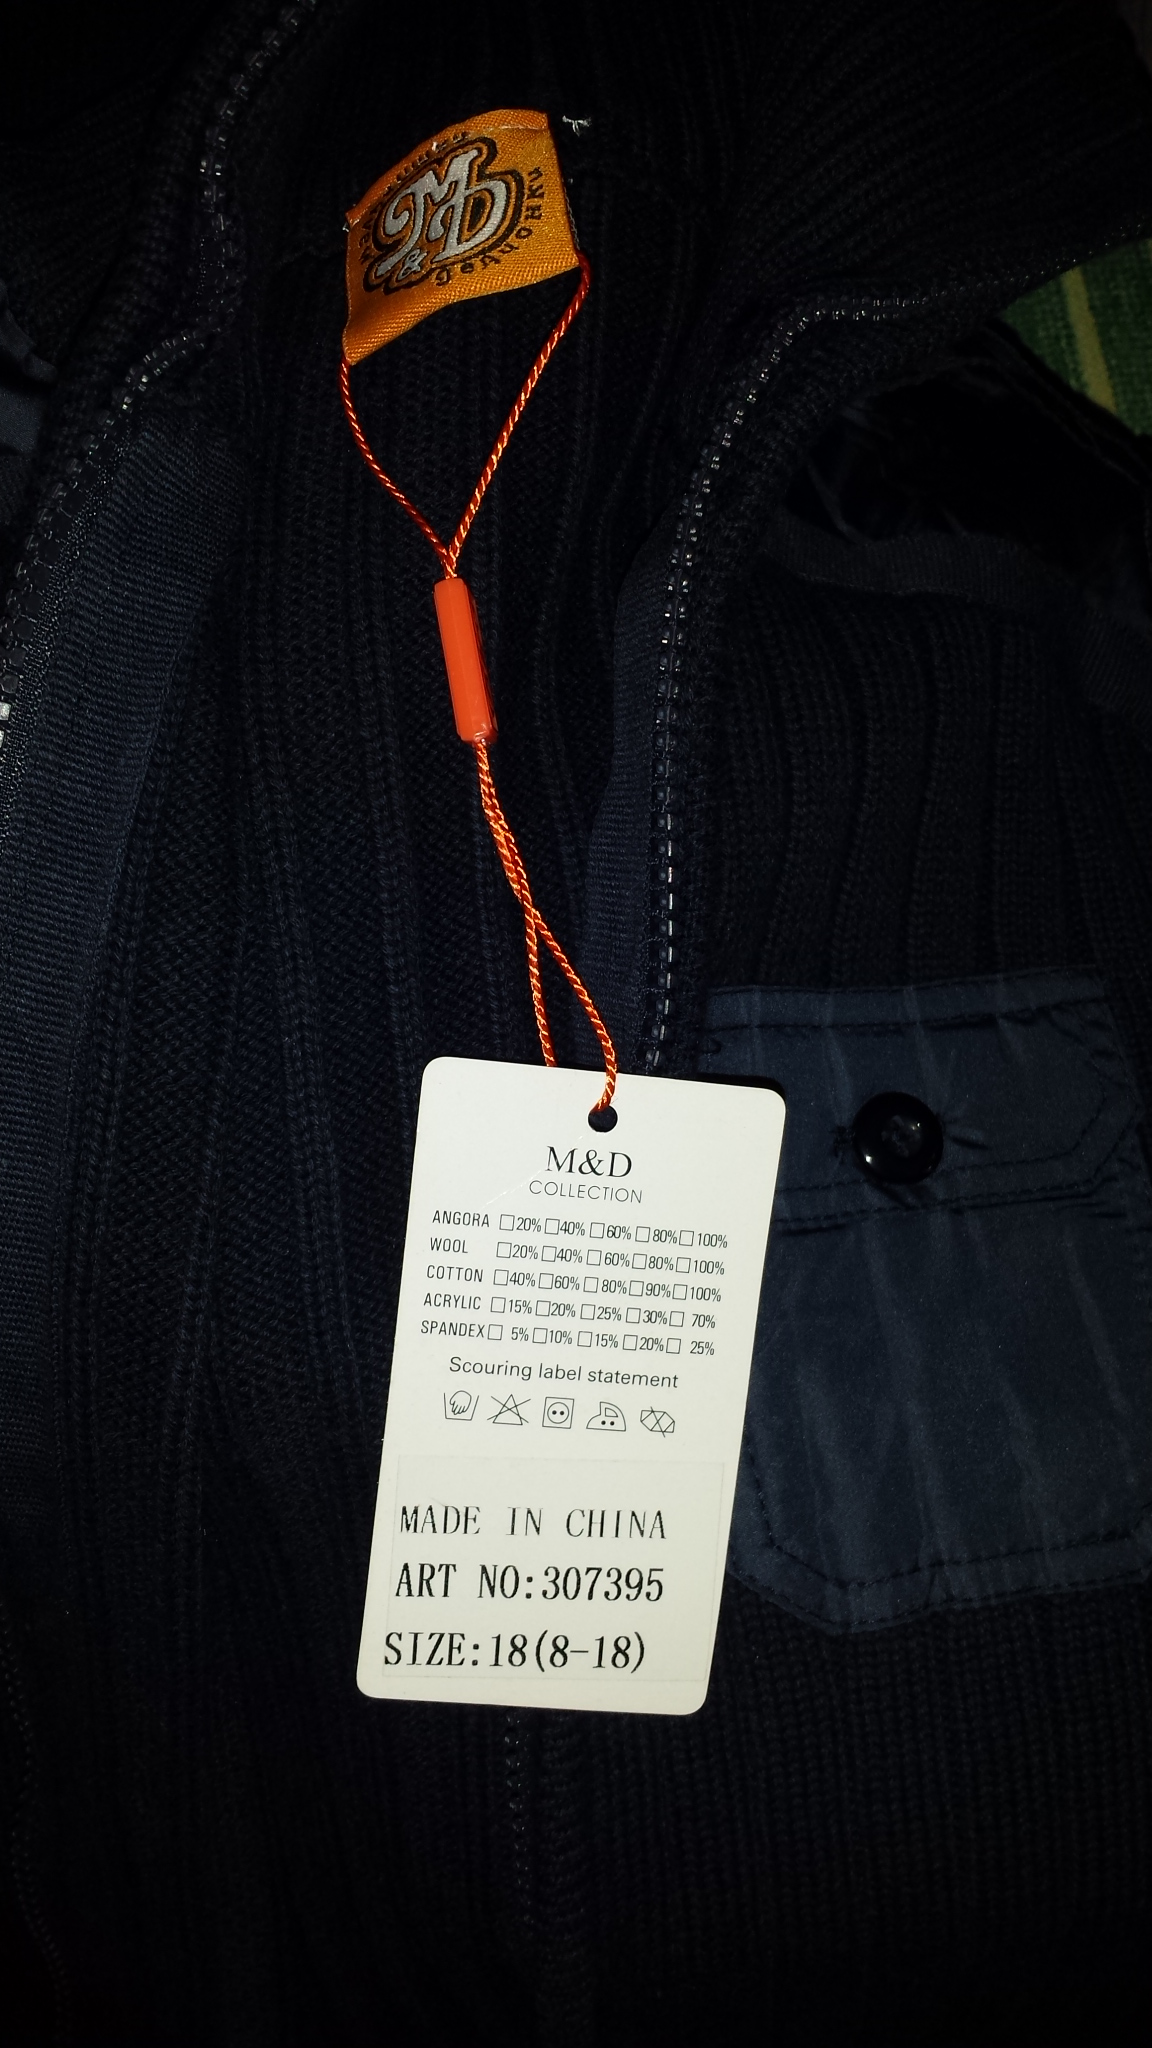 M&D
девчонки
M&D
COLLECTION
ANGORA □20% □40% □60% □80% □100%
WOOL □20% □40% □60% □80% □100%
COTTON □40% □60% □80% □90% □100%
ACRYLIC □15% □20% □25% □30% □ 70%
SPANDEX □ 5% □10% □15% □20% □ 25%
Scouring label statement
MADE IN CHINA
ART NO:307395
SIZE:18(8-18)